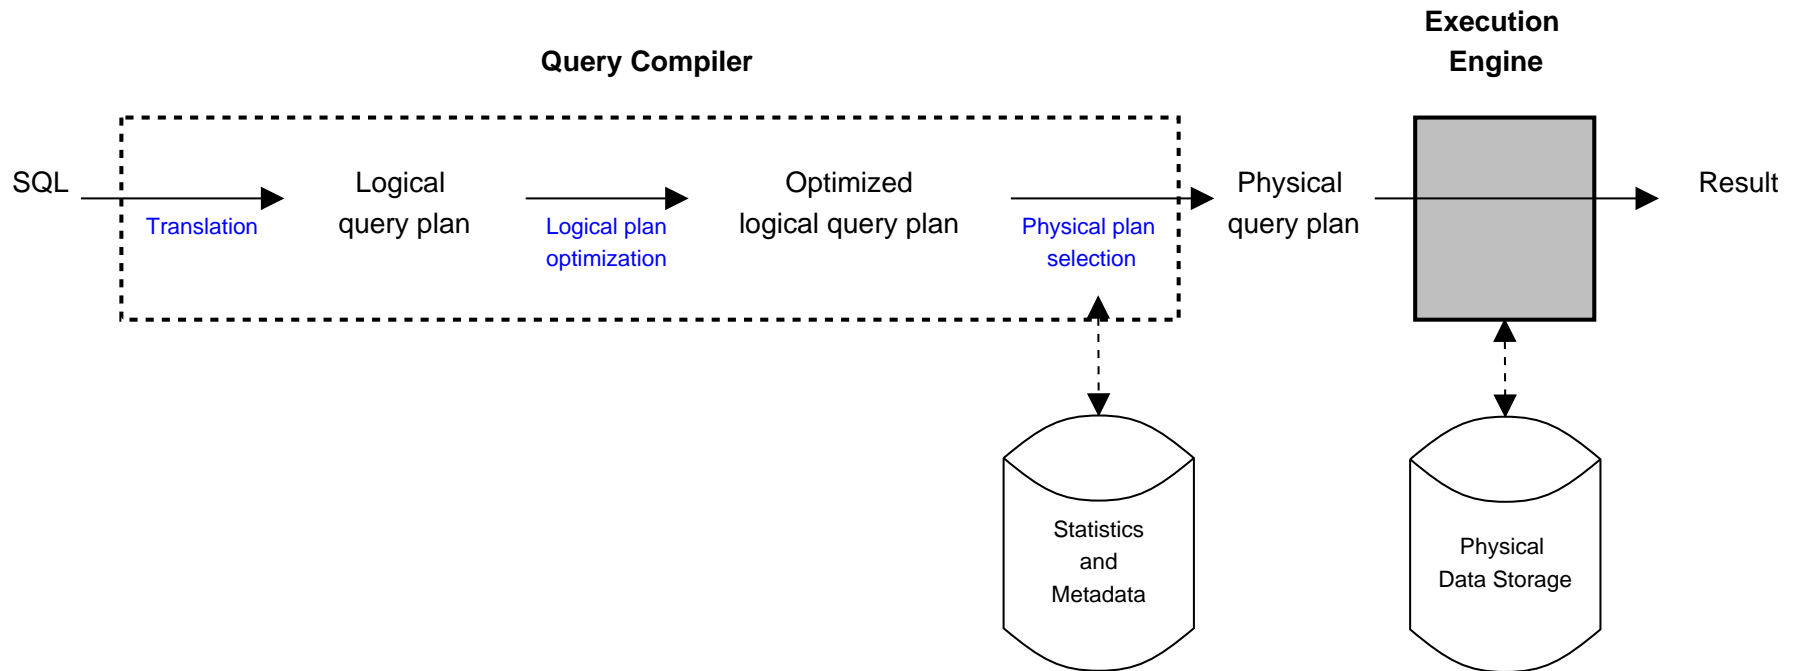 Execution
Engine
Query Compiler
SQL
Translation
Logical
query plan
Logical plan
optimization
Optimized
logical query plan
Physical plan
selection
Physical
query plan
Result
Statistics
and
Metadata
Physical
Data Storage